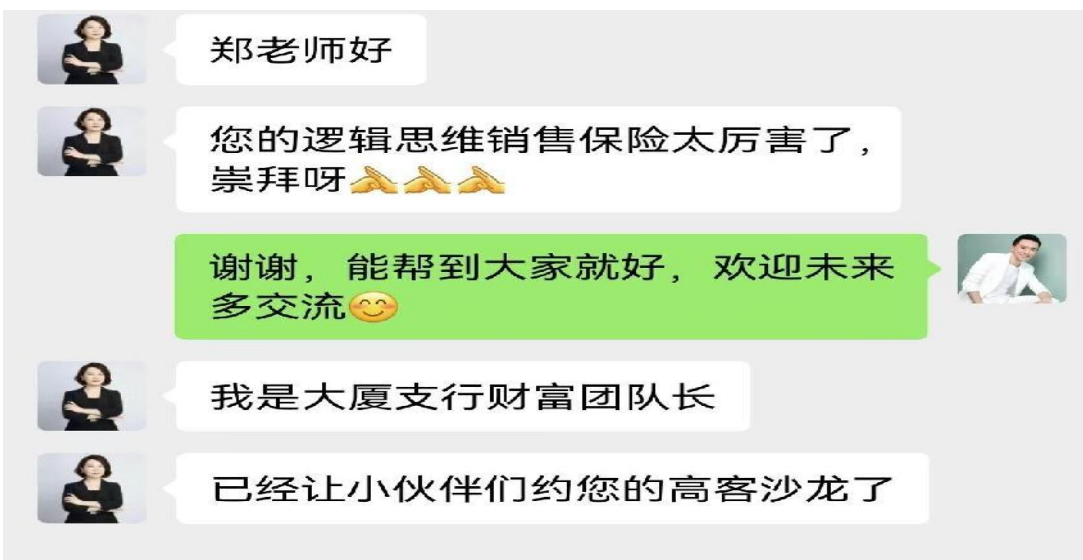 郑老师好
您的逻辑思维销售保险太厉害了，
崇拜呀🫱🫱🫱
谢谢，能帮到大家就好，欢迎未来
多交流😊
我是大厦支行财富团队长
已经让小伙伴们约您的高客沙龙了